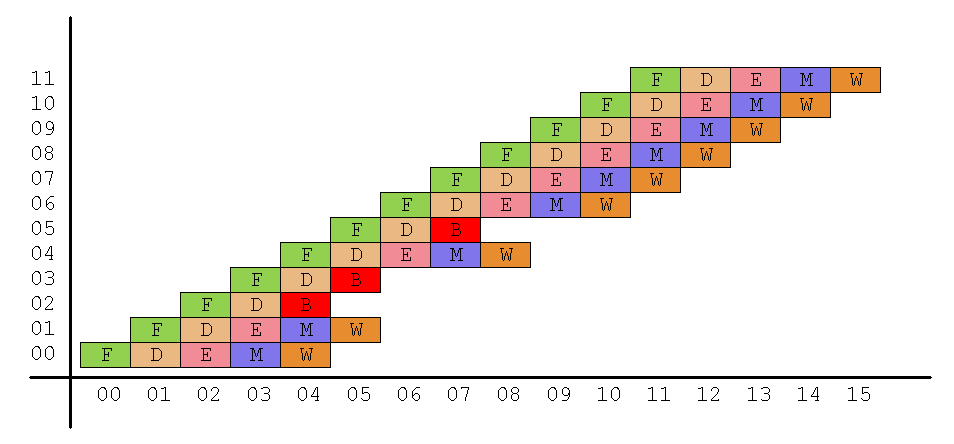 11 F D E M W
10 F D E M W
09 F D E M W
08 F D E M W
07 F D E M W
06 F D E M W
05 F D B
04 F D E M W
03 F D B
02 F D B
01 F D E M W
00 F D E M W
00 01 02 03 04 05 06 07 08 09 10 11 12 13 14 15